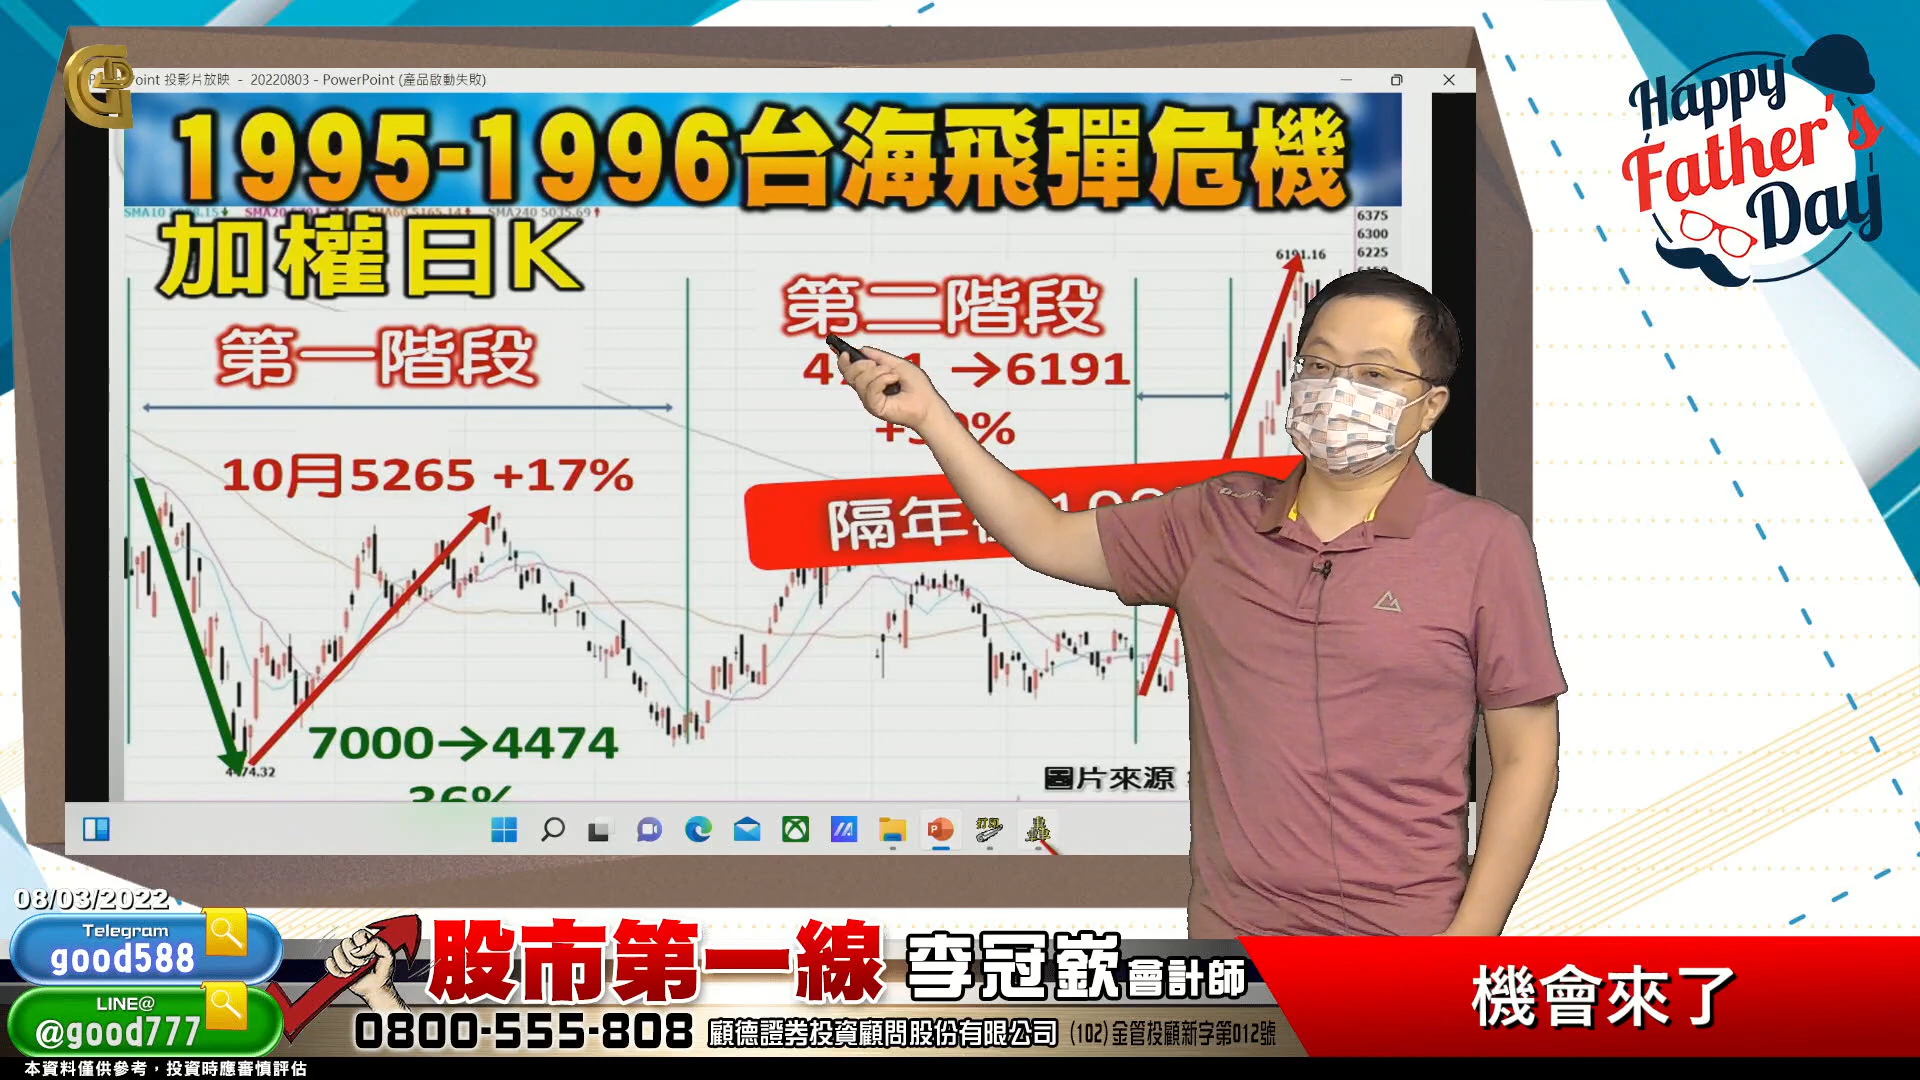 Point 投影片放映 - 20220803 - PowerPoint (產品啟動失敗)
1995-1996台海飛彈危機
加權日K
6375
6300
6225
6191.16
第一階段
第二階段
→6191
10月5265 +17%
隔年
7000→4474
36%
圖片來源
Happy
Father's
Day
08/03/2022
Telegram
good588
LINE@
@good777
股市第一線 李冠嶔會計師
0800-555-808 顧德證券投資顧問股份有限公司 (102)金管投顧新字第012號
機會來了
本資料僅供參考,投資時應審慎評估